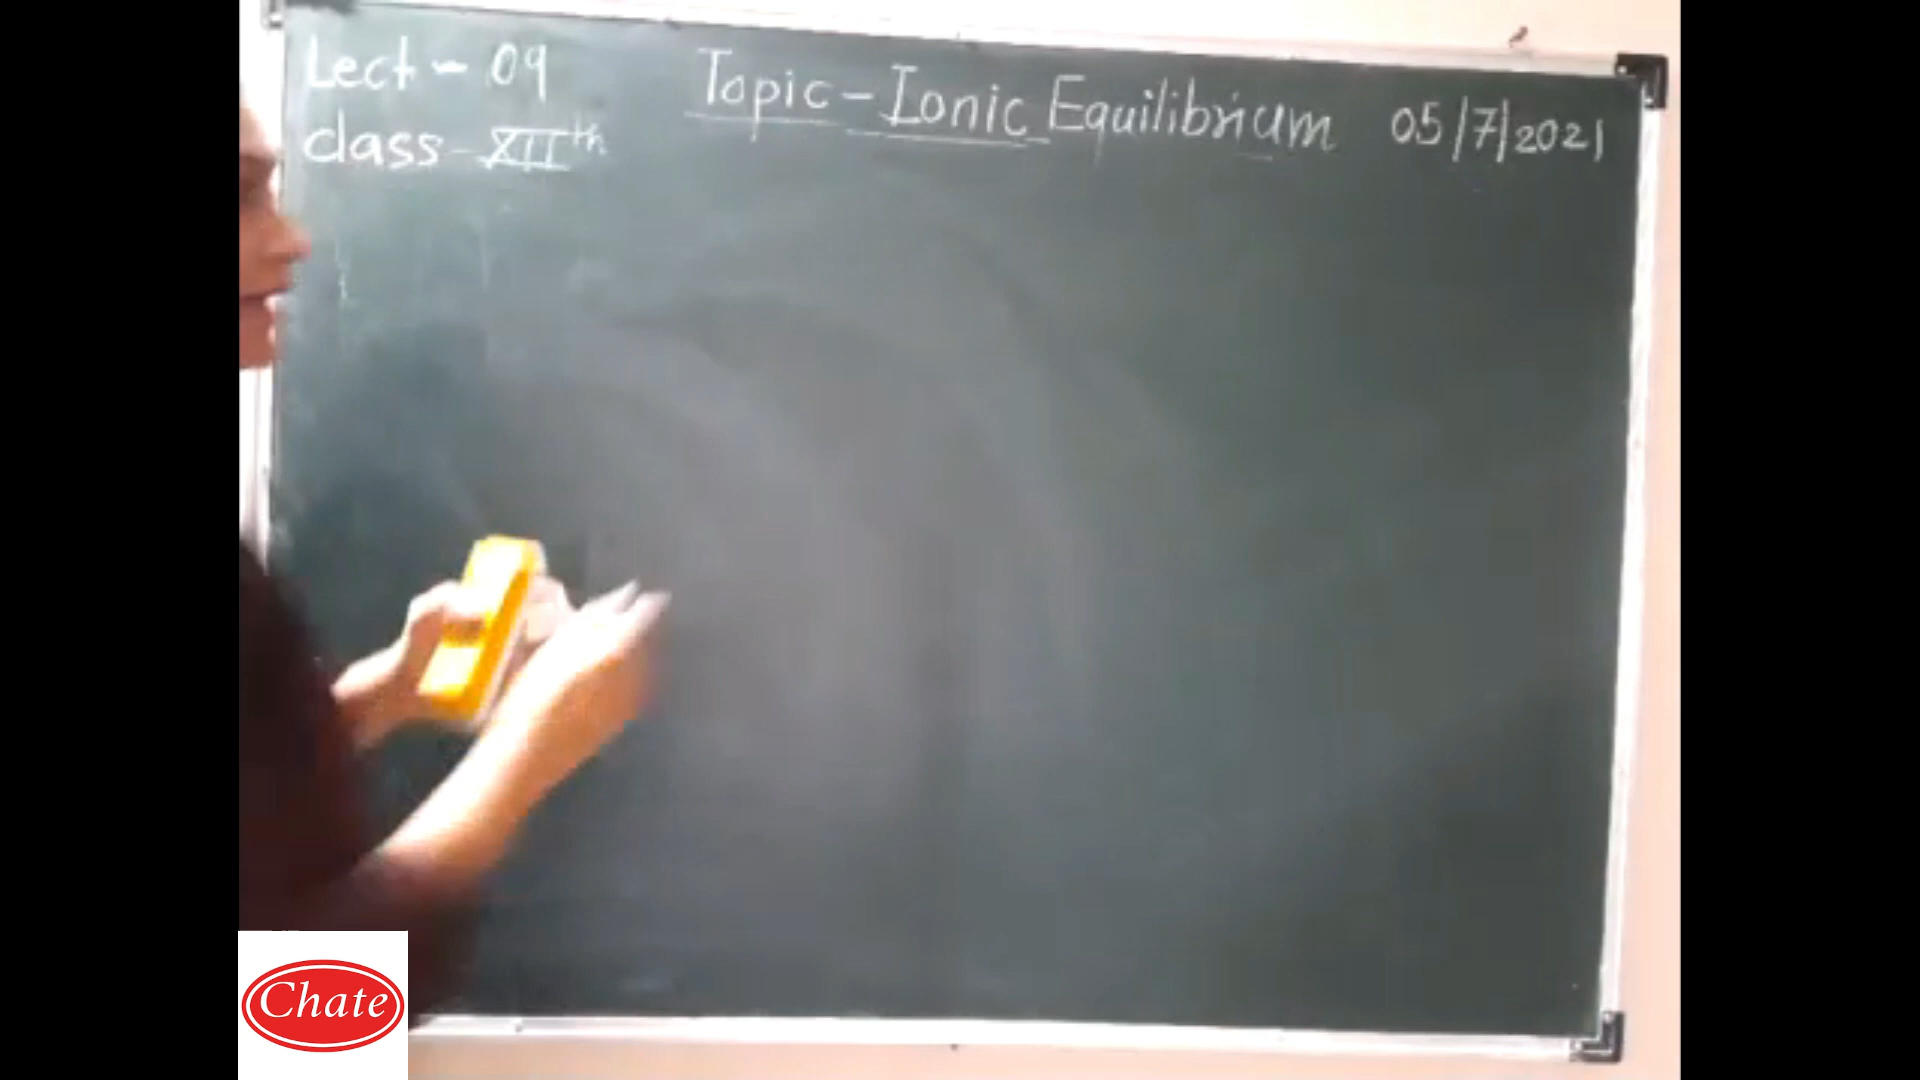 Lect - 09
Topic - Ionic Equilibrium 05/7/2021
class - XIIth
Chate